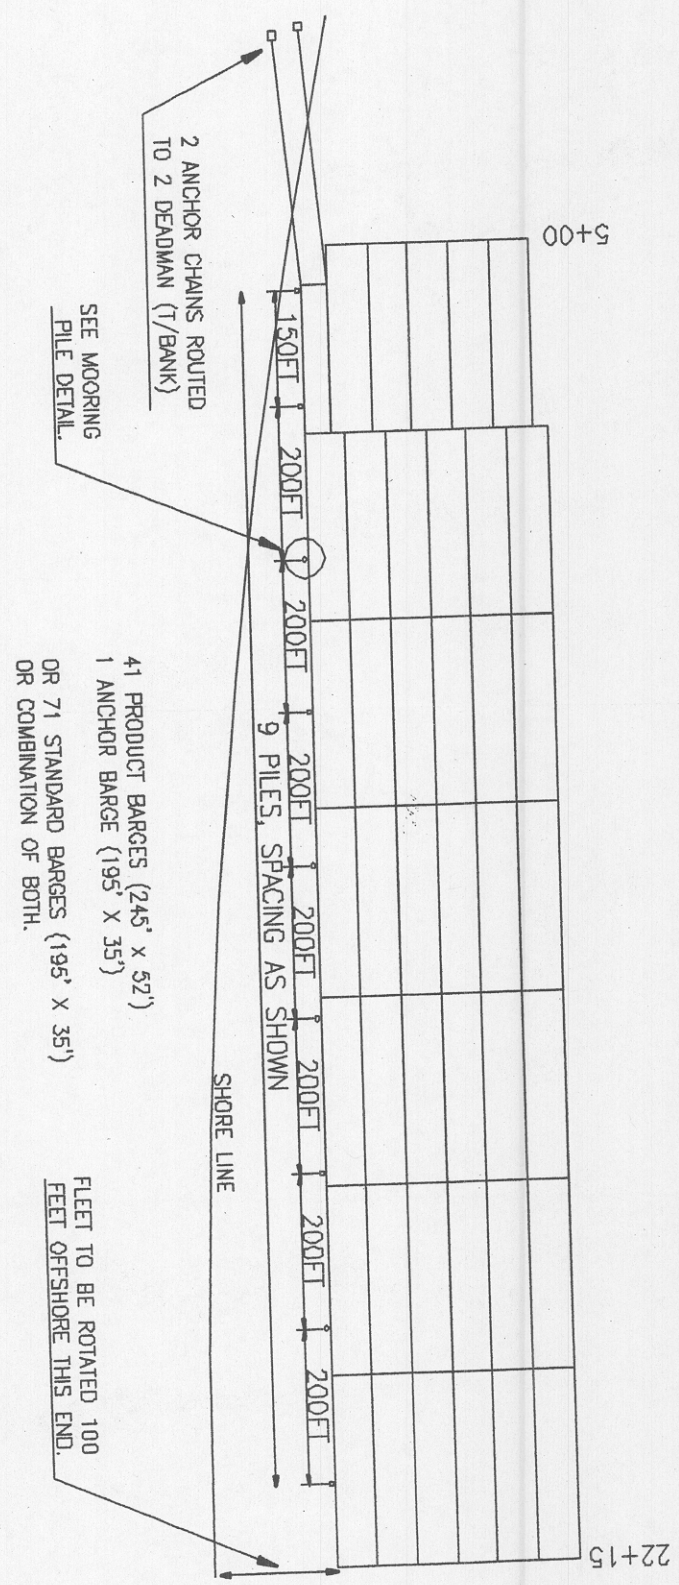 5+00
22+15
2 ANCHOR CHAINS ROUTED
TO 2 DEADMAN (T/BANK)
150FT
200FT
200FT
200FT
200FT
200FT
200FT
200FT
9 PILES, SPACING AS SHOWN
SEE MOORING
PILE DETAIL.
SHORE LINE
41 PRODUCT BARGES (245' X 52')
1 ANCHOR BARGE (195' X 35')
OR 71 STANDARD BARGES (195' X 35')
OR COMBINATION OF BOTH.
FLEET TO BE ROTATED 100
FEET OFFSHORE THIS END.